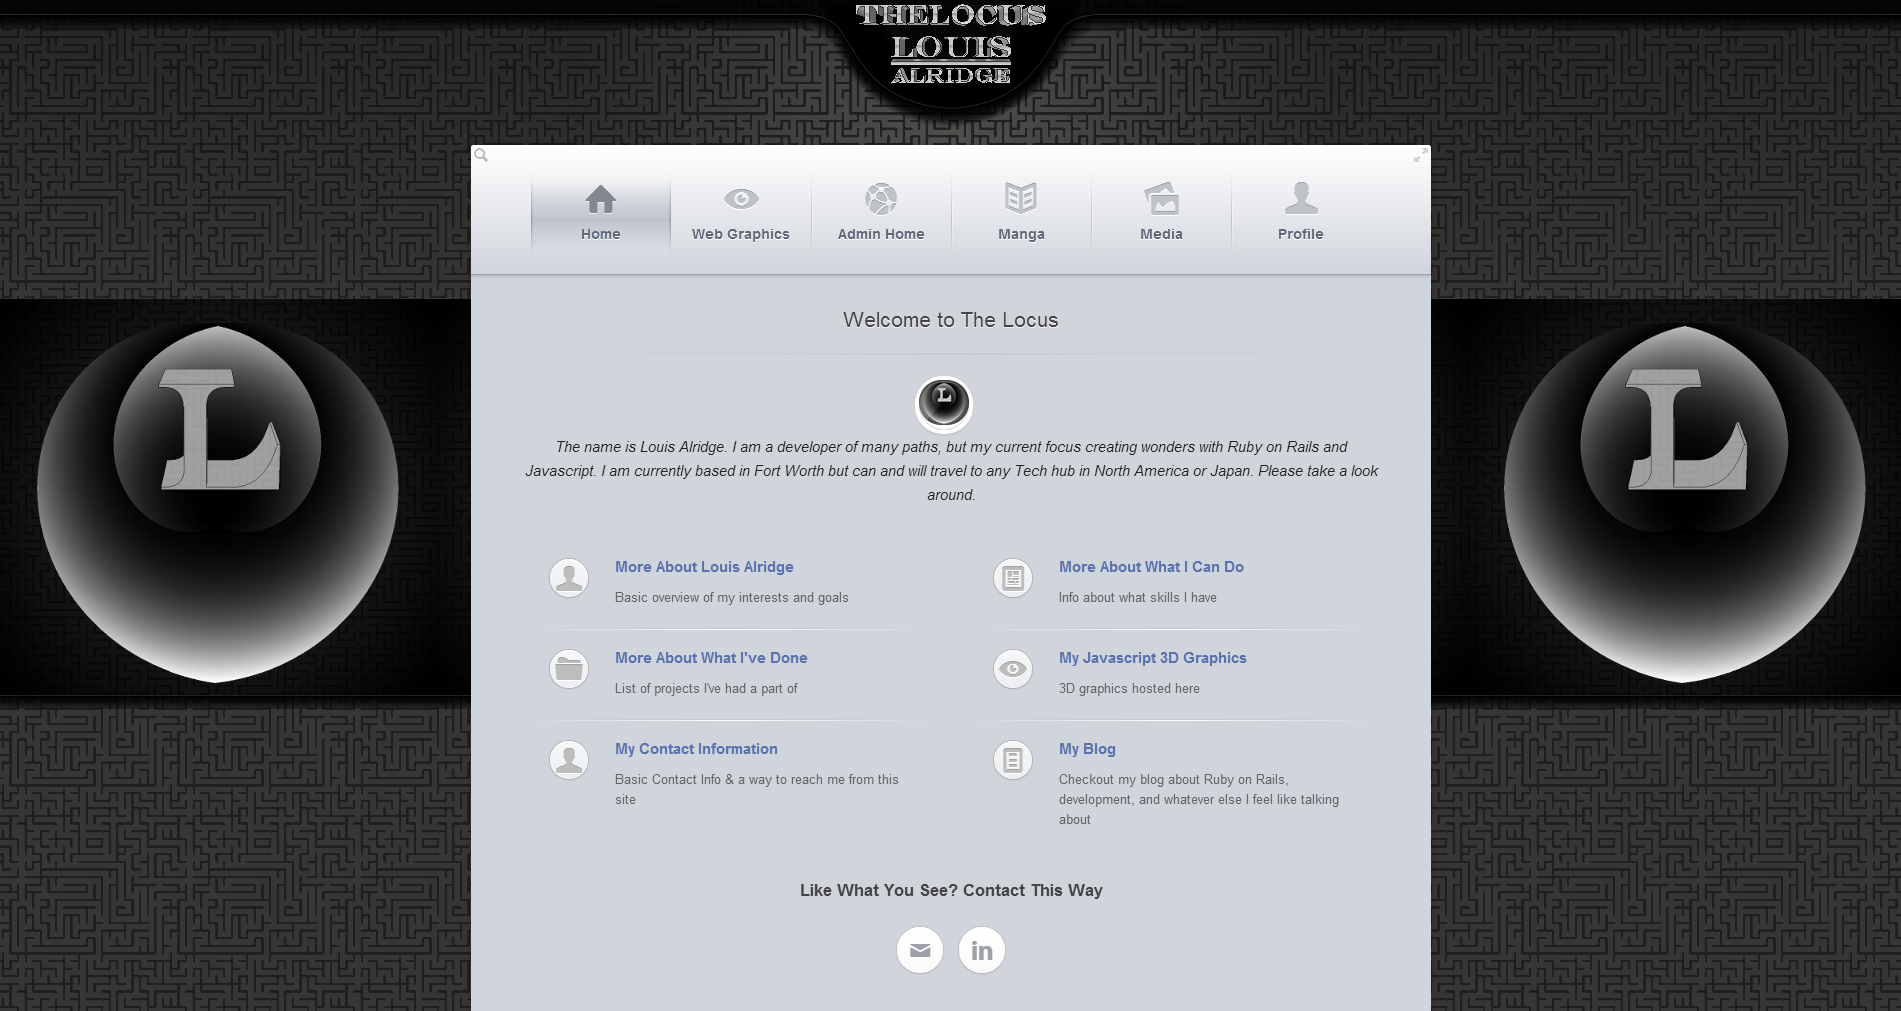 THELOCUS
LOUIS
ALRIDGE
Home
Web Graphics
Admin Home
Manga
Media
Profile
Welcome to The Locus
L
L
L
The name is Louis Alridge. I am a developer of many paths, but my current focus creating wonders with Ruby on Rails and
Javascript. I am currently based in Fort Worth but can and will travel to any Tech hub in North America or Japan. Please take a look
around.
More About Louis Alridge
Basic overview of my interests and goals
More About What I Can Do
Info about what skills I have
More About What I've Done
List of projects I've had a part of
My Javascript 3D Graphics
3D graphics hosted here
My Contact Information
Basic Contact Info & a way to reach me from this
site
My Blog
Checkout my blog about Ruby on Rails,
development, and whatever else I feel like talking
about
Like What You See? Contact This Way
in